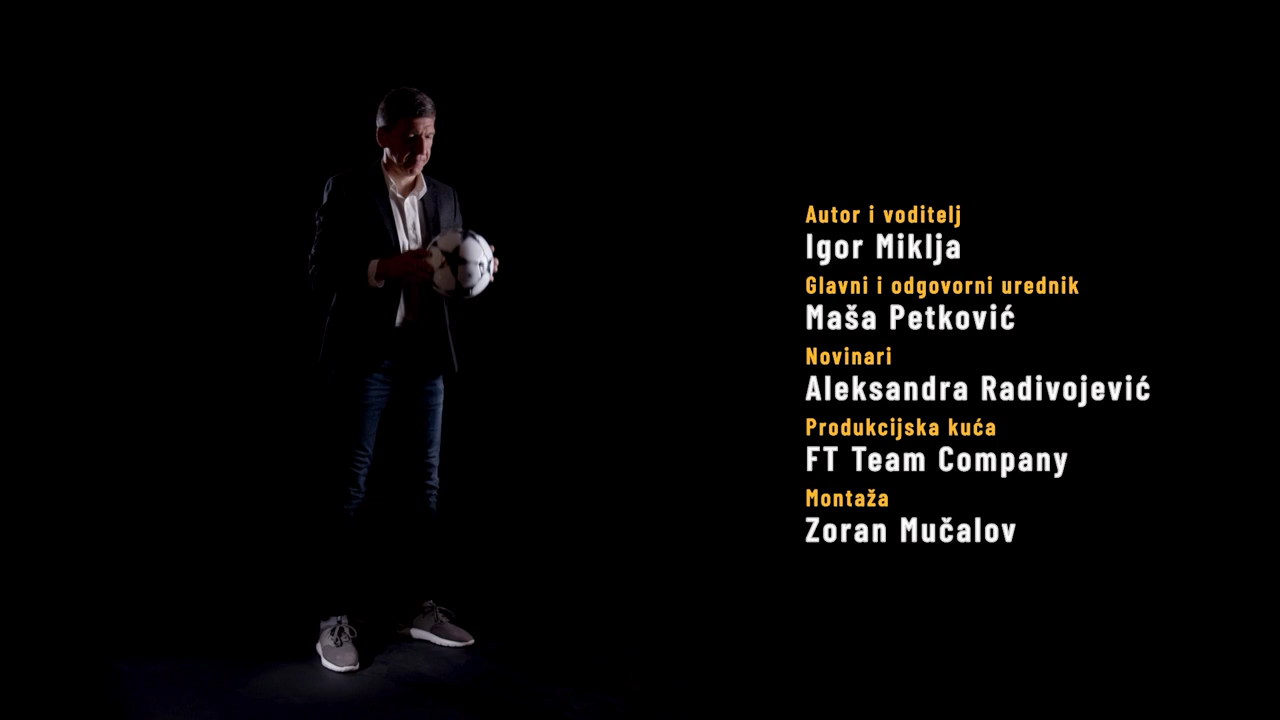 Autor i voditelj
Igor Miklja
Glavni i odgovorni urednik
Maša Petković
Novinari
Aleksandra Radivojević
Produkcijska kuća
FT Team Company
Montaža
Zoran Mučalov